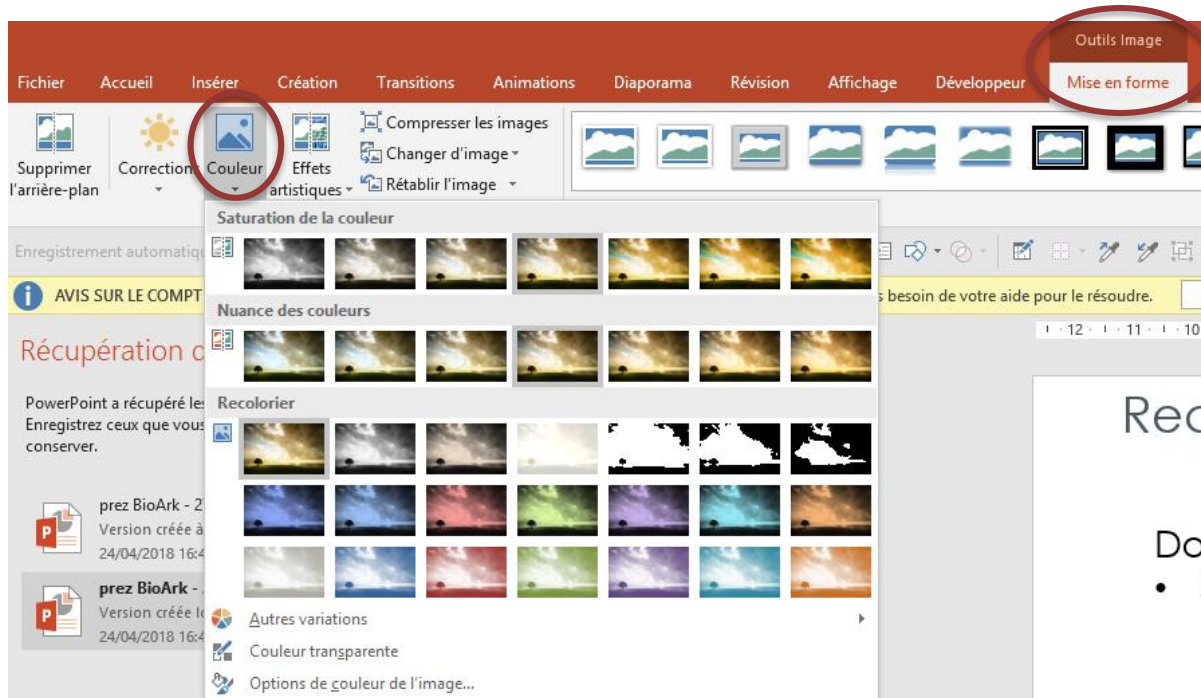 Outils Image
Fichier Accueil Insérer Création Transitions Animations Diaporama Révision Affichage Développeur Mise en forme
Supprimer
l'arrière-plan
Corrections
Couleur
Effets
artistiques
Compresser les images
Changer d'image
Rétablir l'image
Saturation de la couleur
Enregistrement
AVIS SUR LE COMPT
s besoin de votre aide pour le résoudre.
Nuance des couleurs
12 11 10
Récupération
PowerPoint a récupéré les
Enregistrez ceux que vous
conserver.
Recolorier
Rec
prez BioArk - 2
Version créée à
24/04/2018 16:4
Do
prez BioArk -
Version créée
24/04/2018 16:4
Autres variations
Couleur transparente
Options de couleur de l'image...